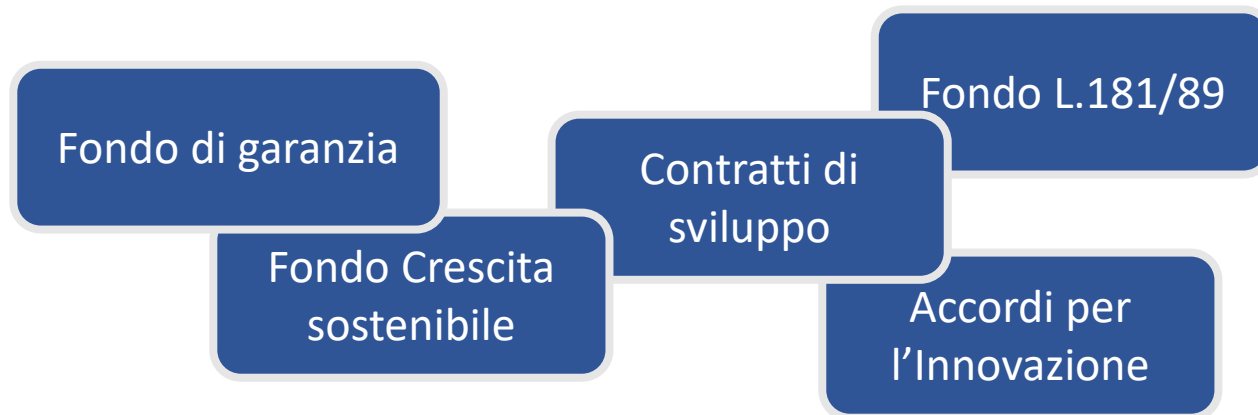 Fondo di garanzia
Fondo Crescita
sostenibile
Contratti di
sviluppo
Fondo L.181/89
Accordi per
l’Innovazione